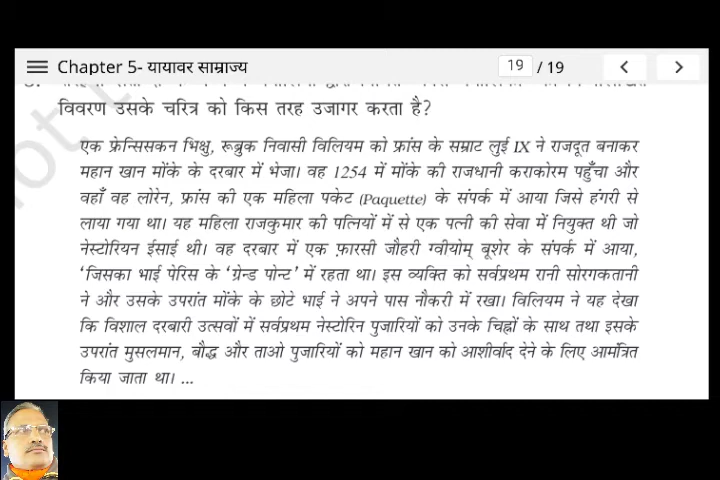 Chapter 5- यायावर साम्राज्य
19 / 19
विवरण उसके चरित्र को किस तरह उजागर करता है?
एक फ्रेन्सिसकन भिक्षु, रूब्रुक निवासी विलियम को फ्रांस के सम्राट लुई IX ने राजदूत बनाकर
महान खान मोंके के दरबार में भेजा। वह 1254 में मोंके की राजधानी कराकोरम पहुँचा और
वहाँ वह लोरेन, फ्रांस की एक महिला पकेट (Paquette) के संपर्क में आया जिसे हंगरी से
लाया गया था। यह महिला राजकुमार की पत्नियों में से एक पत्नी की सेवा में नियुक्त थी जो
नेस्टोरियन ईसाई थी। वह दरबार में एक फ़ारसी जौहरी ग्वीयोम् बूशेर के संपर्क में आया,
'जिसका भाई पेरिस के 'ग्रेन्ड पोन्ट' में रहता था। इस व्यक्ति को सर्वप्रथम रानी सोरगकतानी
ने और उसके उपरांत मोंके के छोटे भाई ने अपने पास नौकरी में रखा। विलियम ने यह देखा
कि विशाल दरबारी उत्सवों में सर्वप्रथम नेस्टोरिन पुजारियों को उनके चिह्नों के साथ तथा इसके
उपरांत मुसलमान, बौद्ध और ताओ पुजारियों को महान खान को आशीर्वाद देने के लिए आमंत्रित
किया जाता था। ...